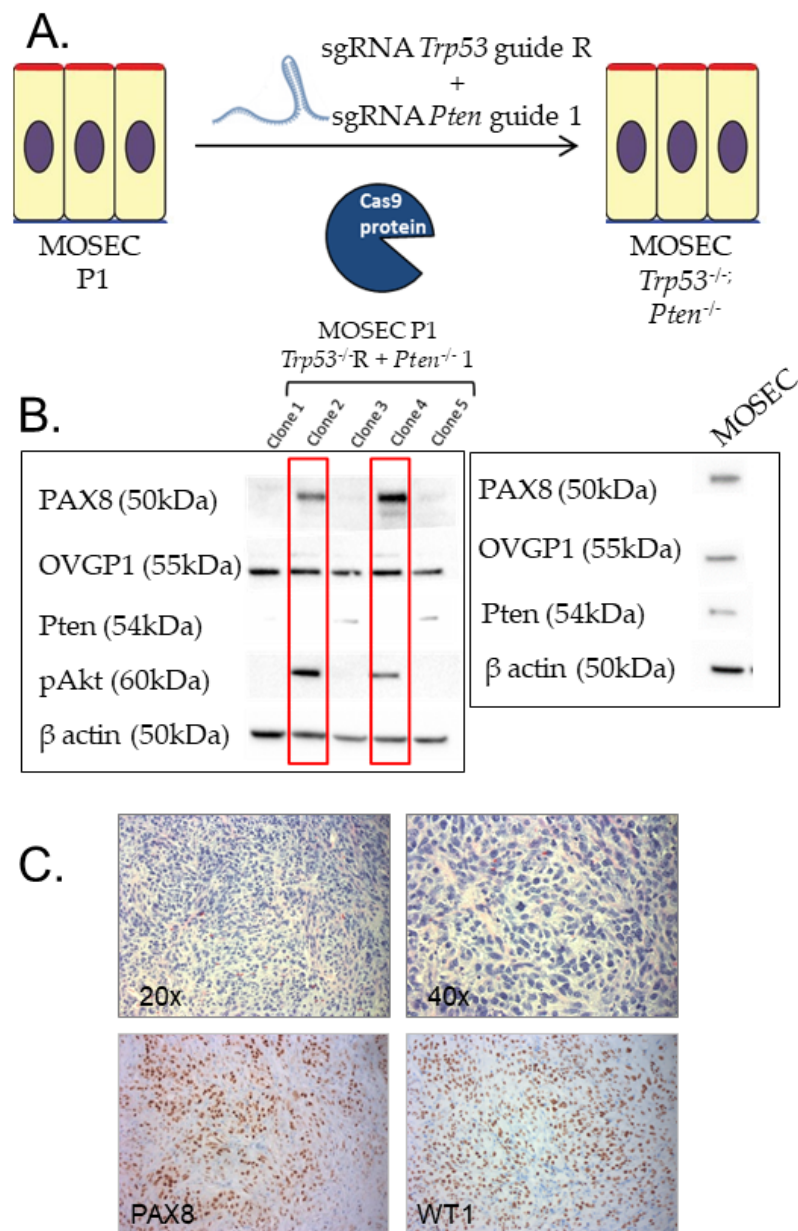 A.
sgRNA Trp53 guide R
+
sgRNA Pten guide 1
Cas9
protein
MOSEC
P1
MOSEC
Trp53-/-;
Pten-/-
MOSEC P1
Trp53-/-R + Pten-/- 1
B.
Clone 1
Clone 2
Clone 3
Clone 4
Clone 5
PAX8 (50kDa)
OVGP1 (55kDa)
Pten (54kDa)
pAkt (60kDa)
β actin (50kDa)
MOSEC
PAX8 (50kDa)
OVGP1 (55kDa)
Pten (54kDa)
β actin (50kDa)
C.
20x
40x
PAX8
WT1